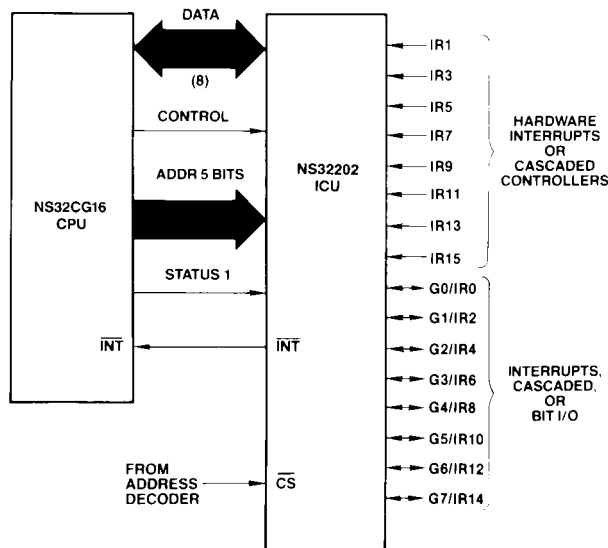 DATA
(8)
CONTROL
ADDR 5 BITS
STATUS 1
NS32CG16
CPU
INT
NS32202
ICU
INT
FROM
ADDRESS
DECODER
CS
IR1
IR3
IR5
IR7
IR9
IR11
IR13
IR15
G0/IR0
G1/IR2
G2/IR4
G3/IR6
G4/IR8
G5/IR10
G6/IR12
G7/IR14
HARDWARE
INTERRUPTS
OR
CASCADED
CONTROLLERS
INTERRUPTS,
CASCADED,
OR
BIT I/O